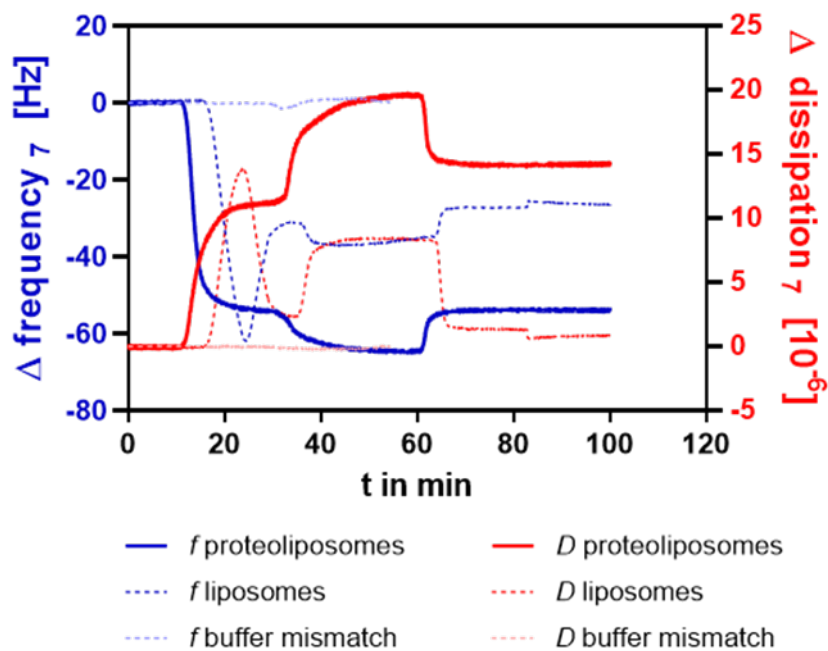 Δ frequency ₇ [Hz]
20
0
-20
-40
-60
-80
25
20
15
10
5
0
-5
Δ dissipation ₇ [10⁻⁶]
0 20 40 60 80 100 120
t in min
f proteoliposomes D proteoliposomes
f liposomes D liposomes
f buffer mismatch D buffer mismatch